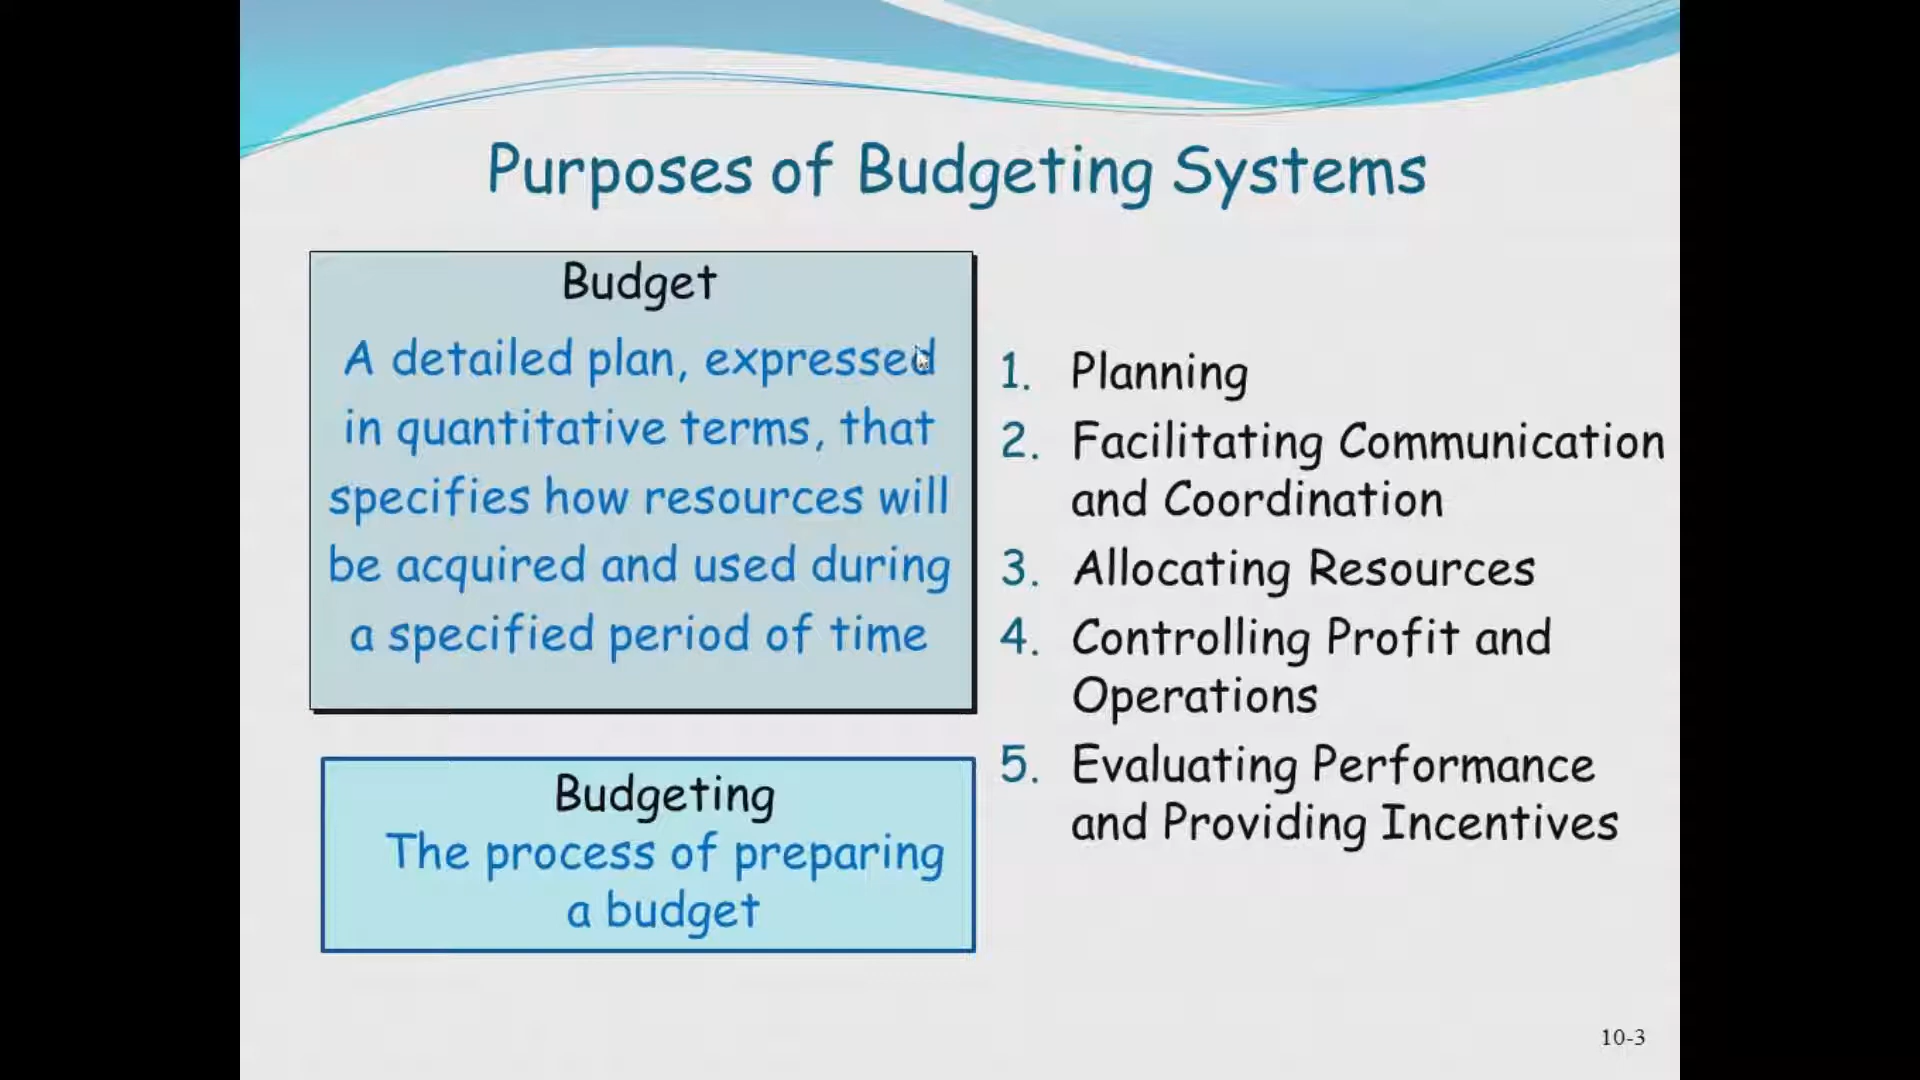 Purposes of Budgeting Systems
Budget
A detailed plan, expressed
in quantitative terms, that
specifies how resources will
be acquired and used during
a specified period of time
Budgeting
The process of preparing
a budget
1. Planning
2. Facilitating Communication
and Coordination
3. Allocating Resources
4. Controlling Profit and
Operations
5. Evaluating Performance
and Providing Incentives
10-3